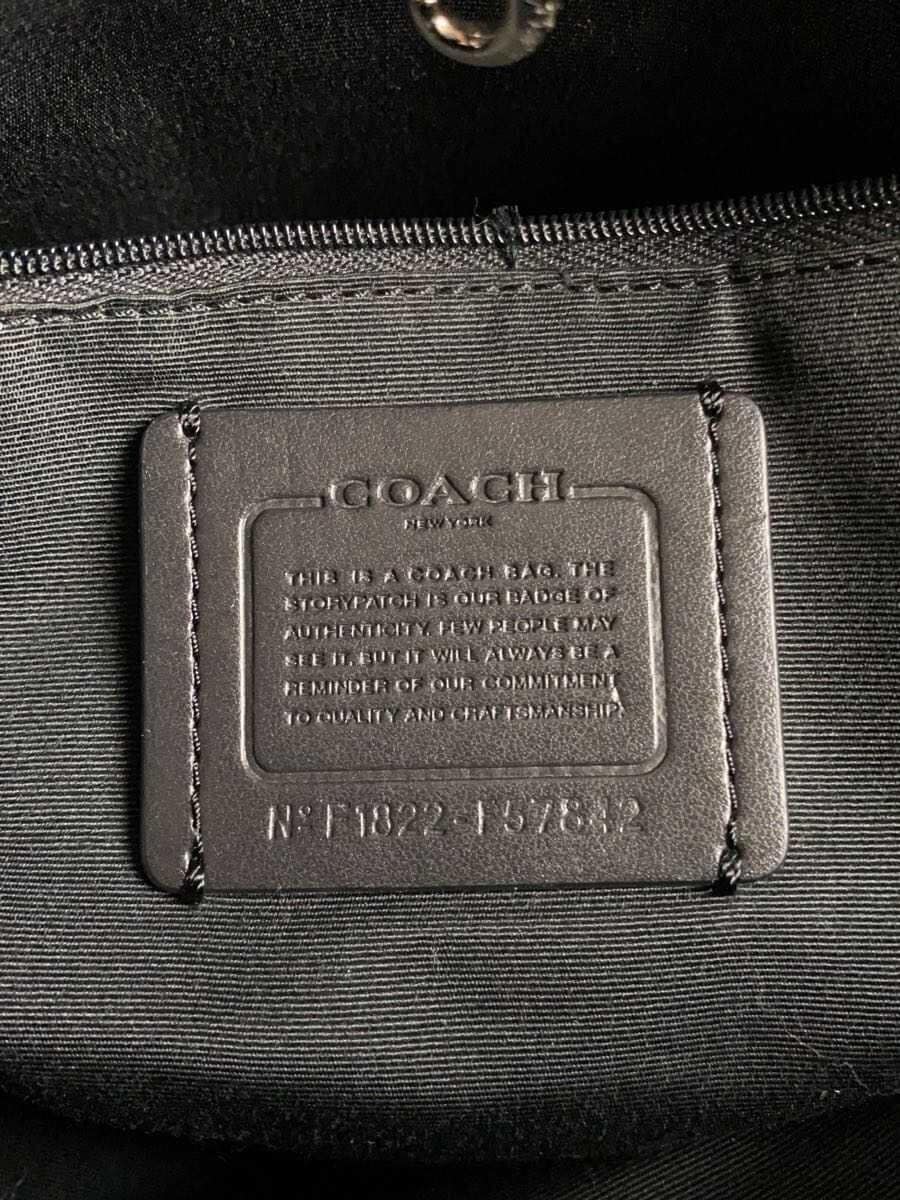 COACH
NEW YORK
THIS IS A COACH BAG. THE
STORYPATCH IS OUR BADGE OF
AUTHENTICITY. FEW PEOPLE MAY
SEE IT, BUT IT WILL ALWAYS BE A
REMINDER OF OUR COMMITMENT
TO QUALITY AND CRAFTSMANSHIP.
Nº F1822-F57842